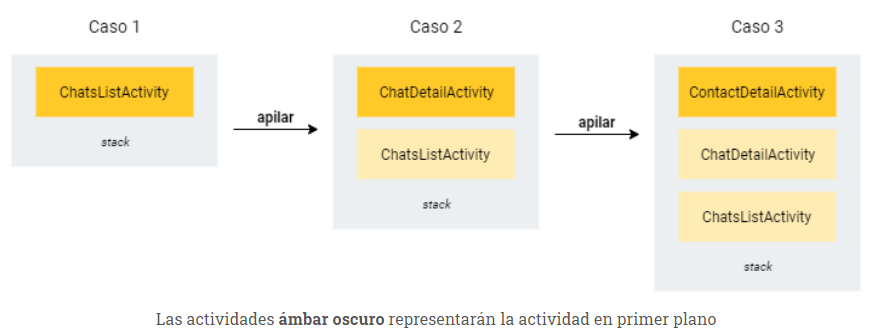 Caso 1
ChatsListActivity
stack
apilar
Caso 2
ChatDetailActivity
ChatsListActivity
stack
apilar
Caso 3
ContactDetailActivity
ChatDetailActivity
ChatsListActivity
stack
Las actividades ámbar oscuro representarán la actividad en primer plano